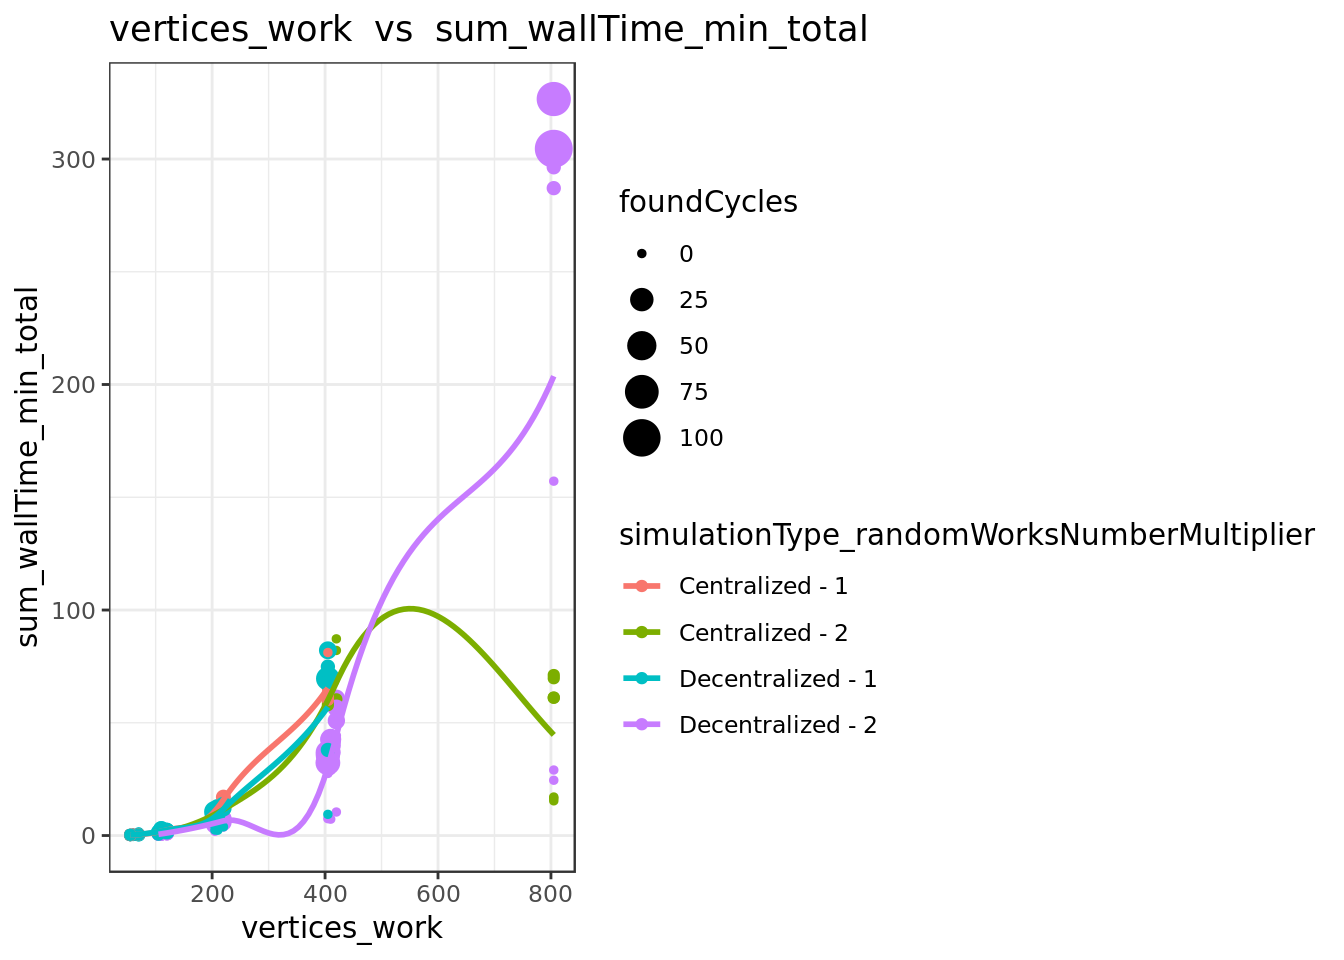 vertices_work vs sum_wallTime_min_total
sum_wallTime_min_total
300
200
100
0
200 400 600 800
vertices_work
foundCycles
0
25
50
75
100
simulationType_randomWorksNumberMultiplier
Centralized - 1
Centralized - 2
Decentralized - 1
Decentralized - 2